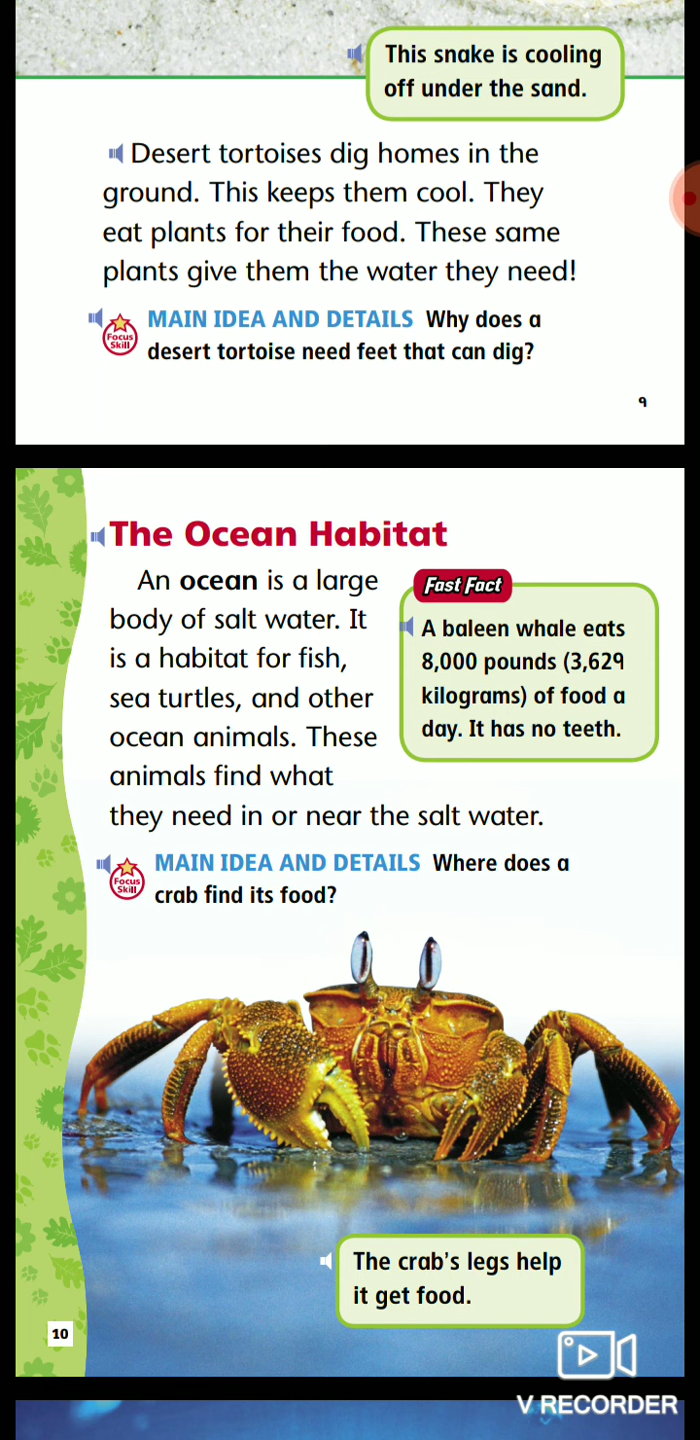 This snake is cooling
off under the sand.
Desert tortoises dig homes in the
ground. This keeps them cool. They
eat plants for their food. These same
plants give them the water they need!
Focus Skill MAIN IDEA AND DETAILS Why does a
desert tortoise need feet that can dig?
9
The Ocean Habitat
An ocean is a large
body of salt water. It
is a habitat for fish,
sea turtles, and other
ocean animals. These
animals find what
they need in or near the salt water.
Fast Fact
A baleen whale eats
8,000 pounds (3,629
kilograms) of food a
day. It has no teeth.
Focus Skill MAIN IDEA AND DETAILS Where does a
crab find its food?
The crab's legs help
it get food.
10
V RECORDER